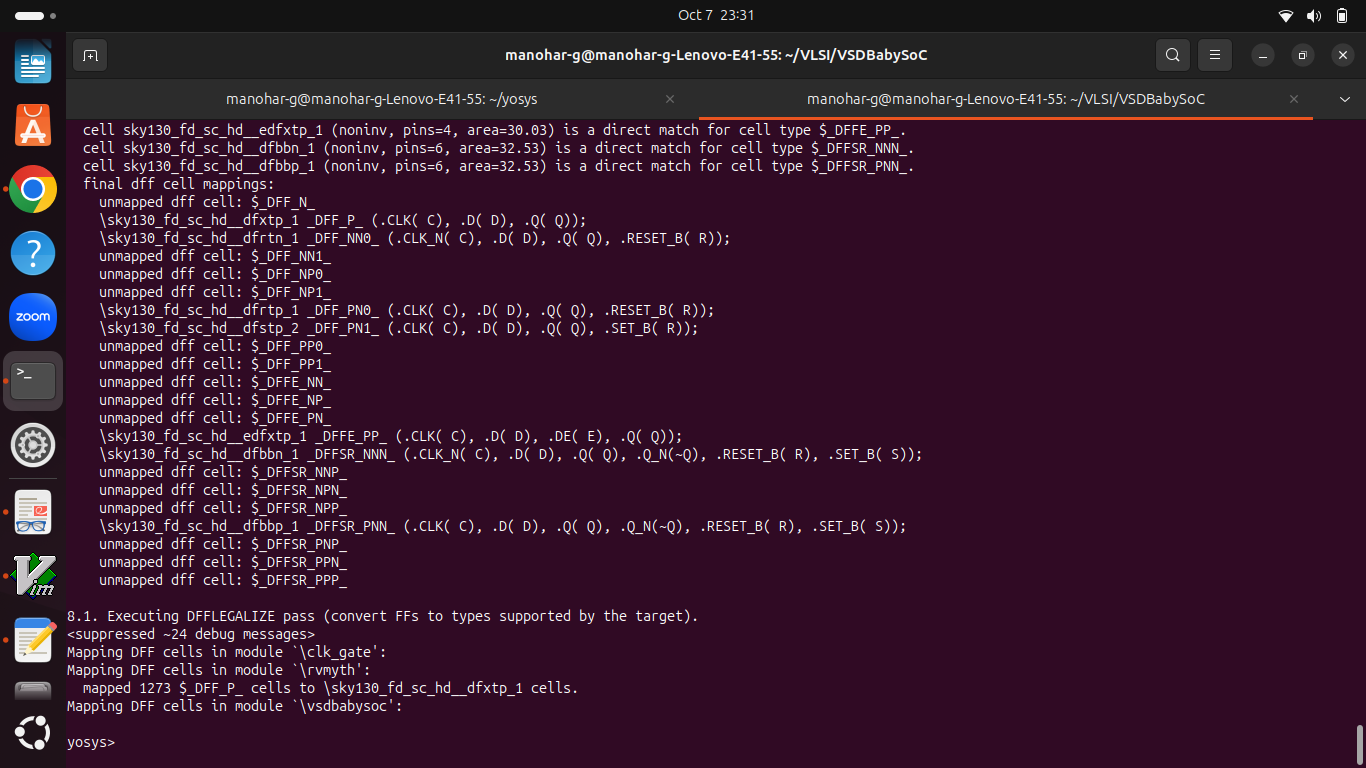 Oct 7 23:31
manohar-g@manohar-g-Lenovo-E41-55: ~/VLSI/VSDBabySoC
manohar-g@manohar-g-Lenovo-E41-55: ~/yosys
manohar-g@manohar-g-Lenovo-E41-55: ~/VLSI/VSDBabySoC
cell sky130_fd_sc_hd__edfxtp_1 (noninv, pins=4, area=30.03) is a direct match for cell type $_DFFE_PP_.
cell sky130_fd_sc_hd__dfbbn_1 (noninv, pins=6, area=32.53) is a direct match for cell type $_DFFSR_NNN_.
cell sky130_fd_sc_hd__dfbbp_1 (noninv, pins=6, area=32.53) is a direct match for cell type $_DFFSR_PNN_.
final dff cell mappings:
unmapped dff cell: $_DFF_N_
\sky130_fd_sc_hd__dfxtp_1 _DFF_P_ (.CLK( C), .D( D), .Q( Q));
\sky130_fd_sc_hd__dfrtn_1 _DFF_NN0_ (.CLK_N( C), .D( D), .Q( Q), .RESET_B( R));
unmapped dff cell: $_DFF_NN1_
unmapped dff cell: $_DFF_NP0_
unmapped dff cell: $_DFF_NP1_
\sky130_fd_sc_hd__dfrtp_1 _DFF_PN0_ (.CLK( C), .D( D), .Q( Q), .RESET_B( R));
\sky130_fd_sc_hd__dfstp_2 _DFF_PN1_ (.CLK( C), .D( D), .Q( Q), .SET_B( R));
unmapped dff cell: $_DFF_PP0_
unmapped dff cell: $_DFF_PP1_
unmapped dff cell: $_DFFE_NN_
unmapped dff cell: $_DFFE_NP_
unmapped dff cell: $_DFFE_PN_
\sky130_fd_sc_hd__edfxtp_1 _DFFE_PP_ (.CLK( C), .D( D), .DE( E), .Q( Q));
\sky130_fd_sc_hd__dfbbn_1 _DFFSR_NNN_ (.CLK_N( C), .D( D), .Q( Q), .Q_N(~Q), .RESET_B( R), .SET_B( S));
unmapped dff cell: $_DFFSR_NNP_
unmapped dff cell: $_DFFSR_NPN_
unmapped dff cell: $_DFFSR_NPP_
\sky130_fd_sc_hd__dfbbp_1 _DFFSR_PNN_ (.CLK( C), .D( D), .Q( Q), .Q_N(~Q), .RESET_B( R), .SET_B( S));
unmapped dff cell: $_DFFSR_PNP_
unmapped dff cell: $_DFFSR_PPN_
unmapped dff cell: $_DFFSR_PPP_
8.1. Executing DFFLEGALIZE pass (convert FFs to types supported by the target).
<suppressed ~24 debug messages>
Mapping DFF cells in module `\clk_gate':
Mapping DFF cells in module `\rvmyth':
mapped 1273 $_DFF_P_ cells to \sky130_fd_sc_hd__dfxtp_1 cells.
Mapping DFF cells in module `\vsdbabysoc':
yosys>
zoom
>_
?
Vim